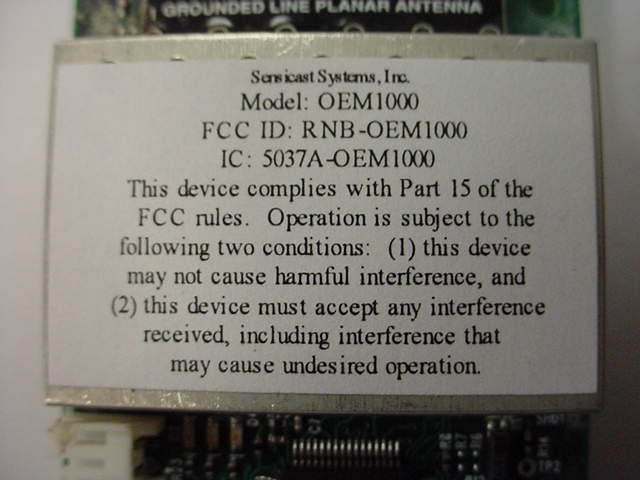 GROUNDED LINE PLANAR ANTENNA
Sensicast Systems, Inc.
Model: OEM1000
FCC ID: RNB-OEM1000
IC: 5037A-OEM1000
This device complies with Part 15 of the
FCC rules. Operation is subject to the
following two conditions: (1) this device
may not cause harmful interference, and
(2) this device must accept any interference
received, including interference that
may cause undesired operation.
TP2